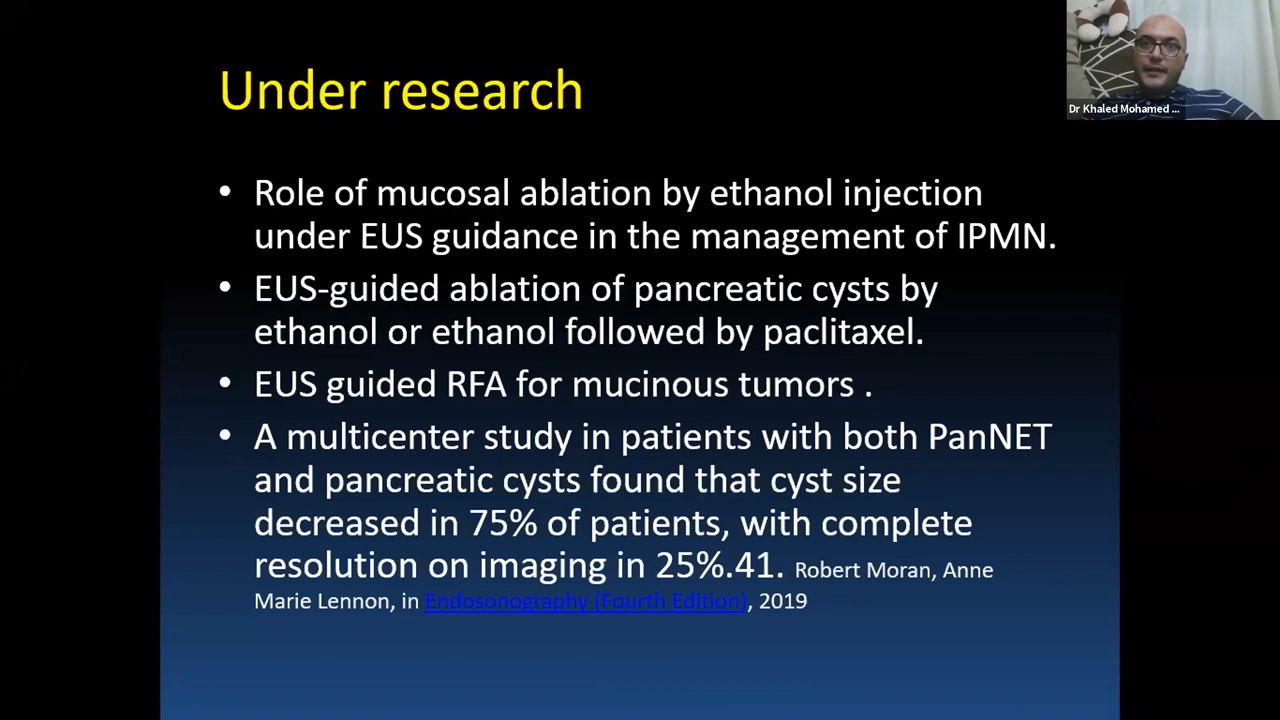 Under research
Dr Khaled Mohamed ...
• Role of mucosal ablation by ethanol injection
under EUS guidance in the management of IPMN.
• EUS-guided ablation of pancreatic cysts by
ethanol or ethanol followed by paclitaxel.
• EUS guided RFA for mucinous tumors .
• A multicenter study in patients with both PanNET
and pancreatic cysts found that cyst size
decreased in 75% of patients, with complete
resolution on imaging in 25%.41. Robert Moran, Anne
Marie Lennon, in Endosonography (Fourth Edition), 2019